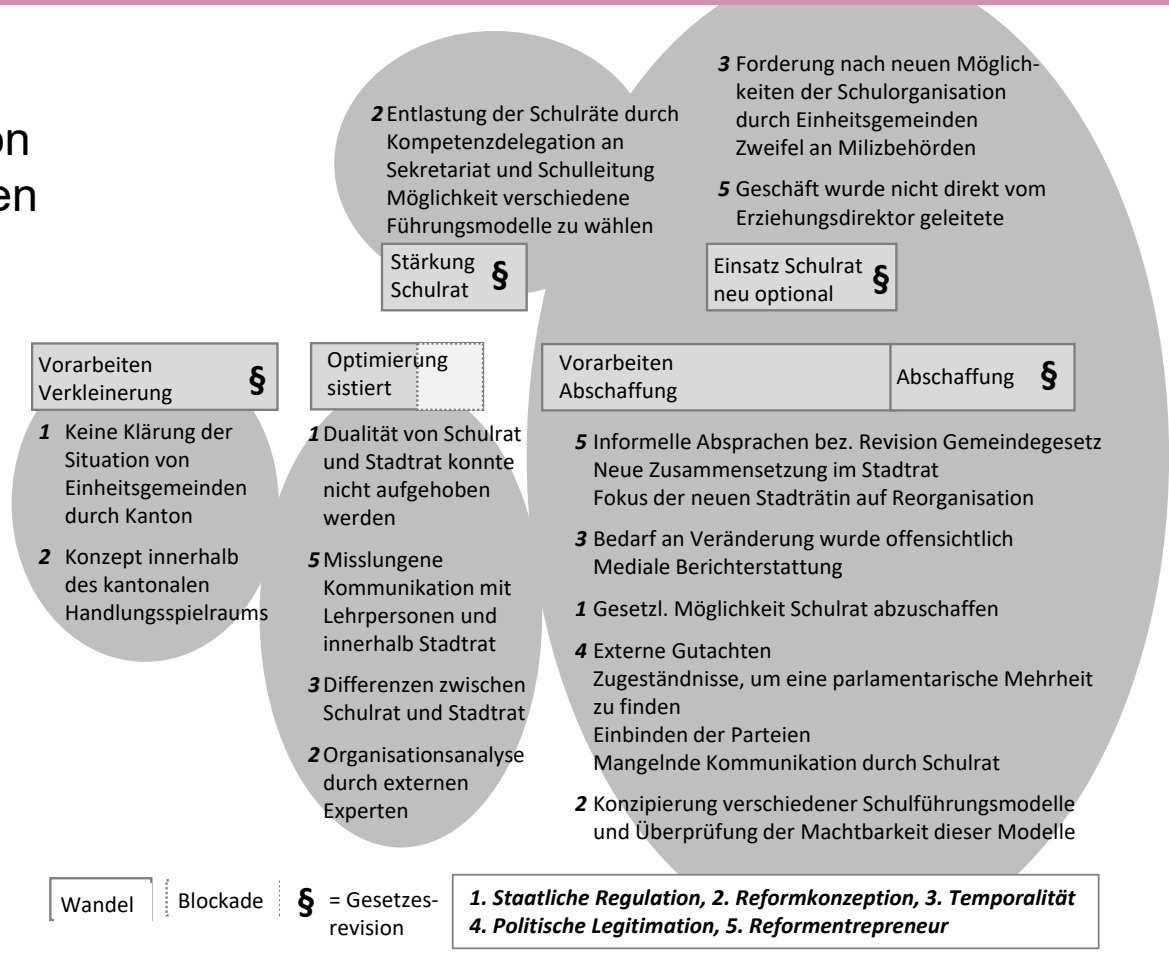 on
en
2 Entlastung der Schulräte durch
Kompetenzdelegation an
Sekretariat und Schulleitung
Möglichkeit verschiedene
Führungsmodelle zu wählen
3 Forderung nach neuen Möglich-
keiten der Schulorganisation
durch Einheitsgemeinden
Zweifel an Milizbehörden
5 Geschäft wurde nicht direkt vom
Erziehungsdirektor geleitete
Stärkung
Schulrat §
Einsatz Schulrat
neu optional §
Vorarbeiten
Verkleinerung §
Optimierung
sistiert
Vorarbeiten
Abschaffung
Abschaffung §
1 Keine Klärung der
Situation von
Einheitsgemeinden
durch Kanton
2 Konzept innerhalb
des kantonalen
Handlungsspielraums
1 Dualität von Schulrat
und Stadtrat konnte
nicht aufgehoben
werden
5 Misslungene
Kommunikation mit
Lehrpersonen und
innerhalb Stadtrat
3 Differenzen zwischen
Schulrat und Stadtrat
2 Organisationsanalyse
durch externen
Experten
5 Informelle Absprachen bez. Revision Gemeindegesetz
Neue Zusammensetzung im Stadtrat
Fokus der neuen Stadträtin auf Reorganisation
3 Bedarf an Veränderung wurde offensichtlich
Mediale Berichterstattung
1 Gesetzl. Möglichkeit Schulrat abzuschaffen
4 Externe Gutachten
Zugeständnisse, um eine parlamentarische Mehrheit
zu finden
Einbinden der Parteien
Mangelnde Kommunikation durch Schulrat
2 Konzipierung verschiedener Schulführungsmodelle
und Überprüfung der Machtbarkeit dieser Modelle
Wandel
Blockade
§ = Gesetzes-
revision
1. Staatliche Regulation, 2. Reformkonzeption, 3. Temporalität
4. Politische Legitimation, 5. Reformentrepreneur